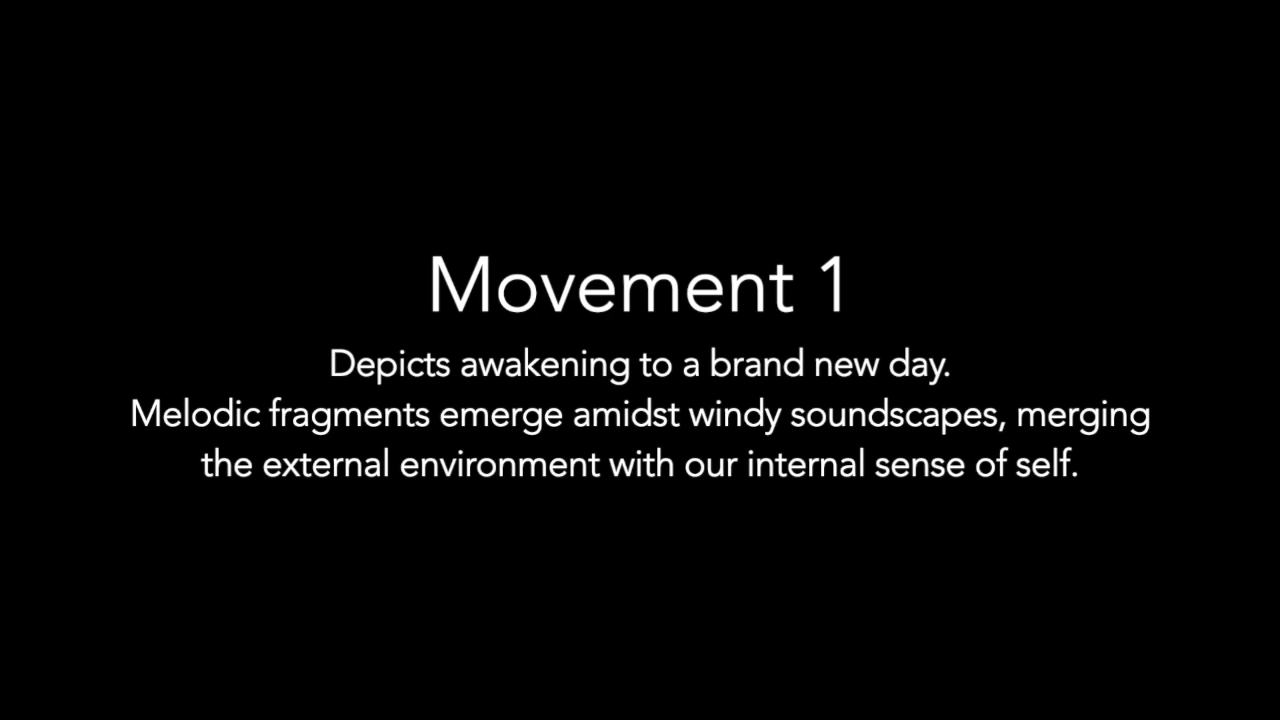 Movement 1
Depicts awakening to a brand new day.
Melodic fragments emerge amidst windy soundscapes, merging
the external environment with our internal sense of self.